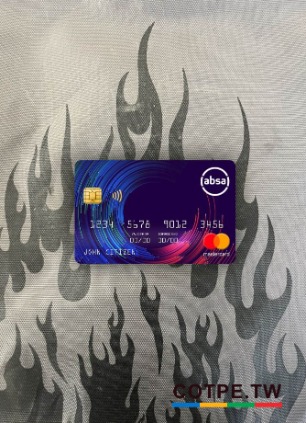 absa
1234 5678 9012 3456
00/00 00/00
JOHN CITIZEN
mastercard
COTPE.TW